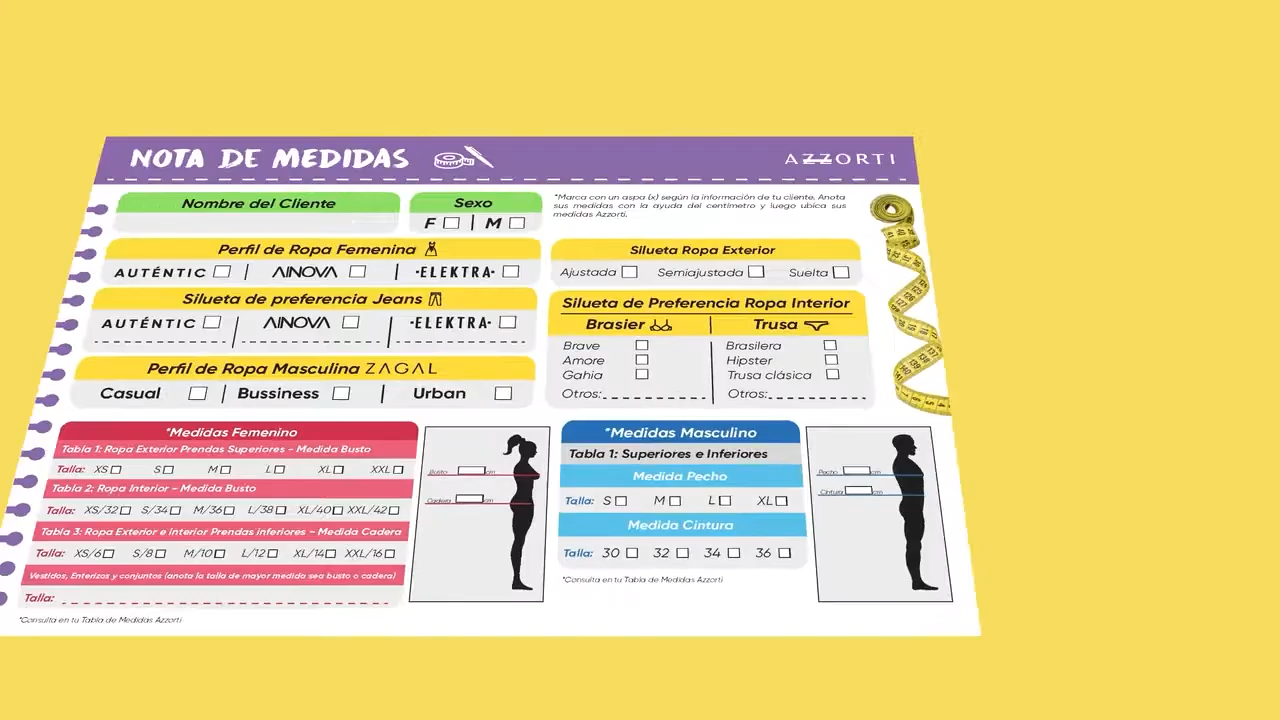 NOTA DE MEDIDAS
AZZORTI
Nombre del Cliente
Sexo
F | M
*Marca con un aspa (x) según la información de tu cliente. Anota
sus medidas con la ayuda del centímetro y luego ubica sus
medidas Azzorti.
Perfil de Ropa Femenina
AUTÉNTIC | AINOVA | ·ELEKTRA·
Silueta Ropa Exterior
Ajustada Semiajustada Suelta
Silueta de preferencia Jeans
AUTÉNTIC AINOVA ·ELEKTRA·
Silueta de Preferencia Ropa Interior
Brasier Trusa
Brave Brasilera
Amore Hipster
Gahia Trusa clásica
Otros: Otros:
Perfil de Ropa Masculina ZAGAL
Casual | Bussiness | Urban
*Medidas Femenino
Tabla 1: Ropa Exterior Prendas Superiores - Medida Busto
Talla: XS S M L XL XXL
Tabla 2: Ropa Interior - Medida Busto
Talla: XS/32 S/34 M/36 L/38 XL/40 XXL/42
Tabla 3: Ropa Exterior e Interior Prendas inferiores - Medida Cadera
Talla: XS/6 S/8 M/10 L/12 XL/14 XXL/16
Vestidos, Enterizos y conjuntos (anota la talla de mayor medida sea busto o cadera)
Talla:
*Consulta en tu Tabla de Medidas Azzorti
Busto cm
Cadera cm
*Medidas Masculino
Tabla 1: Superiores e Inferiores
Medida Pecho
Talla: S M L XL
Medida Cintura
Talla: 30 32 34 36
*Consulta en tu Tabla de Medidas Azzorti
Pecho cm
Cintura cm